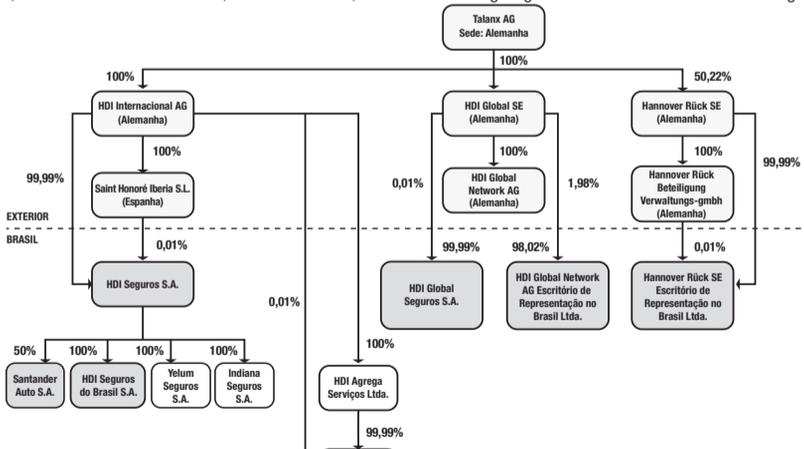 Talanx AG
Sede: Alemanha
100%
100%
50,22%
HDI Internacional AG
(Alemanha)
HDI Global SE
(Alemanha)
Hannover Rück SE
(Alemanha)
100%
100%
100%
99,99%
Saint Honoré Iberia S.L.
(Espanha)
0,01%
HDI Global
Network AG
(Alemanha)
1,98%
Hannover Rück
Beteiligung
Verwaltungs-gmbh
(Alemanha)
99,99%
EXTERIOR
BRASIL
0,01%
99,99%
98,02%
0,01%
HDI Seguros S.A.
0,01%
HDI Global
Seguros S.A.
HDI Global Network
AG Escritório de
Representação no
Brasil Ltda.
Hannover Rück SE
Escritório de
Representação no
Brasil Ltda.
50%
100%
100%
100%
100%
Santander
Auto S.A.
HDI Seguros
do Brasil S.A.
Yelum
Seguros
S.A.
Indiana
Seguros
S.A.
HDI Agrega
Serviços Ltda.
99,99%